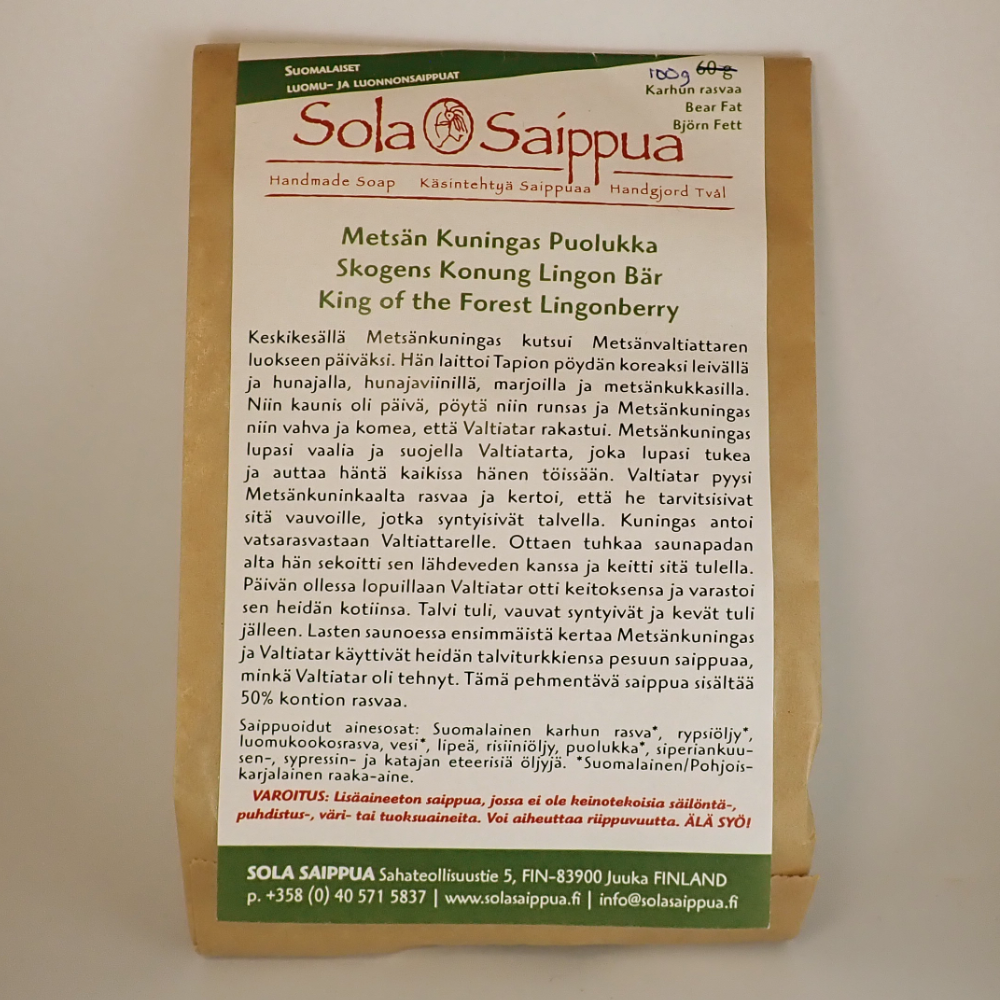 SUOMALAISET
LUOMU- JA LUONNONSAIPPUAT
100g 60 g
Karhun rasvaa
Bear Fat
Björn Fett
Sola Saippua
Handmade Soap Käsintehtyä Saippuaa Handgjord Tvål
Metsän Kuningas Puolukka
Skogens Konung Lingon Bär
King of the Forest Lingonberry
Keskikesällä Metsänkuningas kutsui Metsänvaltiattaren
luokseen päiväksi. Hän laittoi Tapion pöydän koreaksi leivällä
ja hunajalla, hunajaviinillä, marjoilla ja metsänkukkasilla.
Niin kaunis oli päivä, pöytä niin runsas ja Metsänkuningas
niin vahva ja komea, että Valtiatar rakastui. Metsänkuningas
lupasi vaalia ja suojella Valtiatarta, joka lupasi tukea
ja auttaa häntä kaikissa hänen töissään. Valtiatar pyysi
Metsänkuninkaalta rasvaa ja kertoi, että he tarvitsisivat
sitä vauvoille, jotka syntyisivät talvella. Kuningas antoi
vatsarasvastaan Valtiattarelle. Ottaen tuhkaa saunapadan
alta hän sekoitti sen lähdeveden kanssa ja keitti sitä tulella.
Päivän ollessa lopuillaan Valtiatar otti keitoksensa ja varastoi
sen heidän kotiinsa. Talvi tuli, vauvat syntyivät ja kevät tuli
jälleen. Lasten saunoessa ensimmäistä kertaa Metsänkuningas
ja Valtiatar käyttivät heidän talviturkkiensa pesuun saippuaa,
minkä Valtiatar oli tehnyt. Tämä pehmentävä saippua sisältää
50% kontion rasvaa.
Saippuoidut ainesosat: Suomalainen karhun rasva*, rypsiöljy*,
luomukookosrasva, vesi*, lipeä, risiiniöljy, puolukka*, siperiankuu-
sen-, sypressin- ja katajan eteerisiä öljyjä. *Suomalainen/Pohjois-
karjalainen raaka-aine.
VAROITUS: Lisäaineeton saippua, jossa ei ole keinotekoisia säilöntä-,
puhdistus-, väri- tai tuoksuaineita. Voi aiheuttaa riippuvuutta. ÄLÄ SYÖ!
SOLA SAIPPUA Sahateollisuustie 5, FIN-83900 Juuka FINLAND
p. +358 (0) 40 571 5837 | www.solasaippua.fi | info@solasaippua.fi